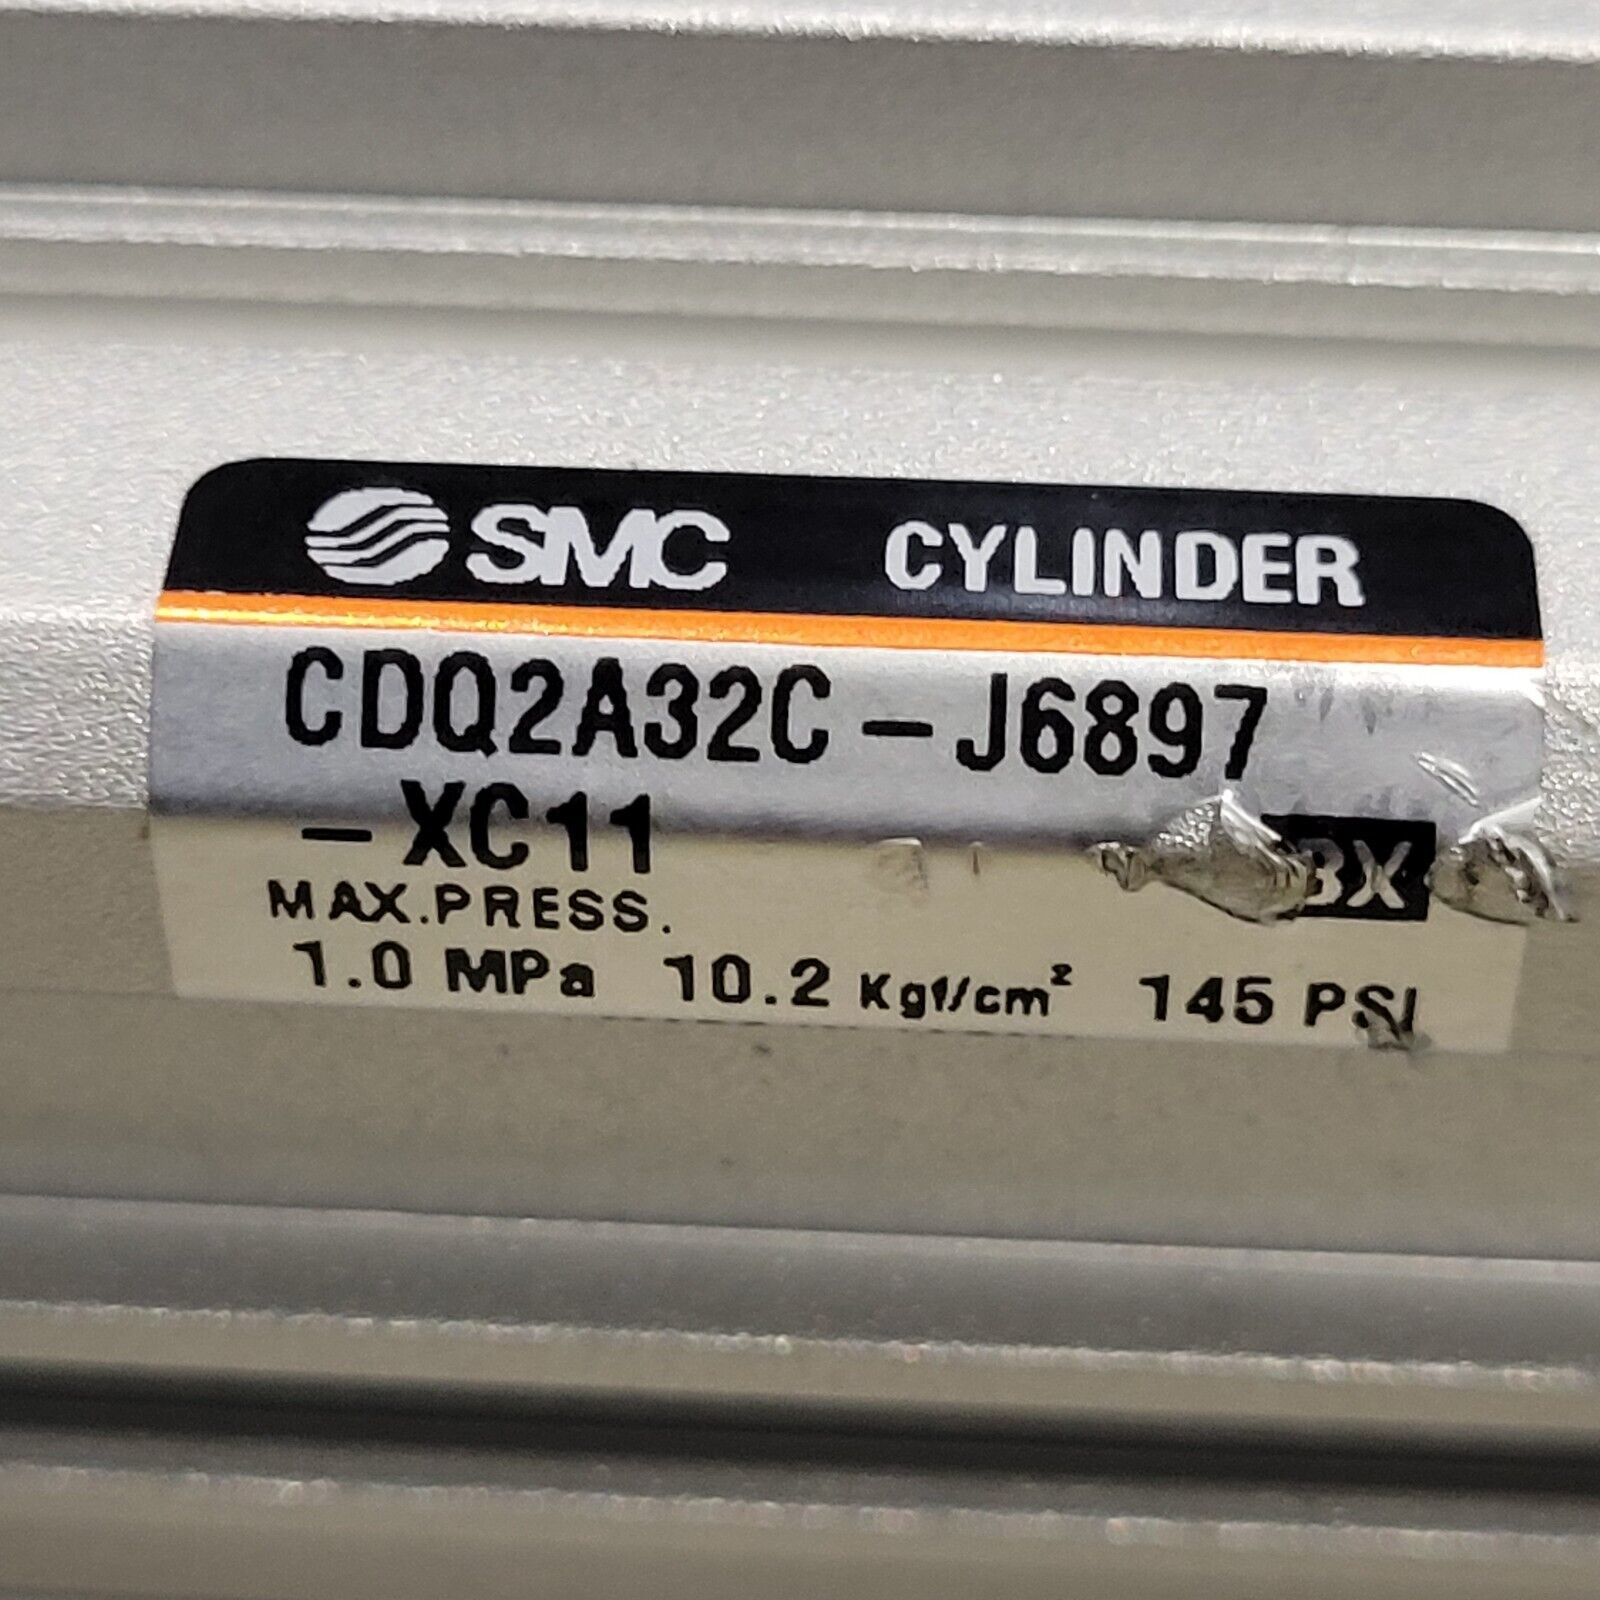 SMC CYLINDER
CDQ2A32C-J6897
-XC11
MAX.PRESS.
1.0 MPa 10.2 Kgf/cm² 145 PSI